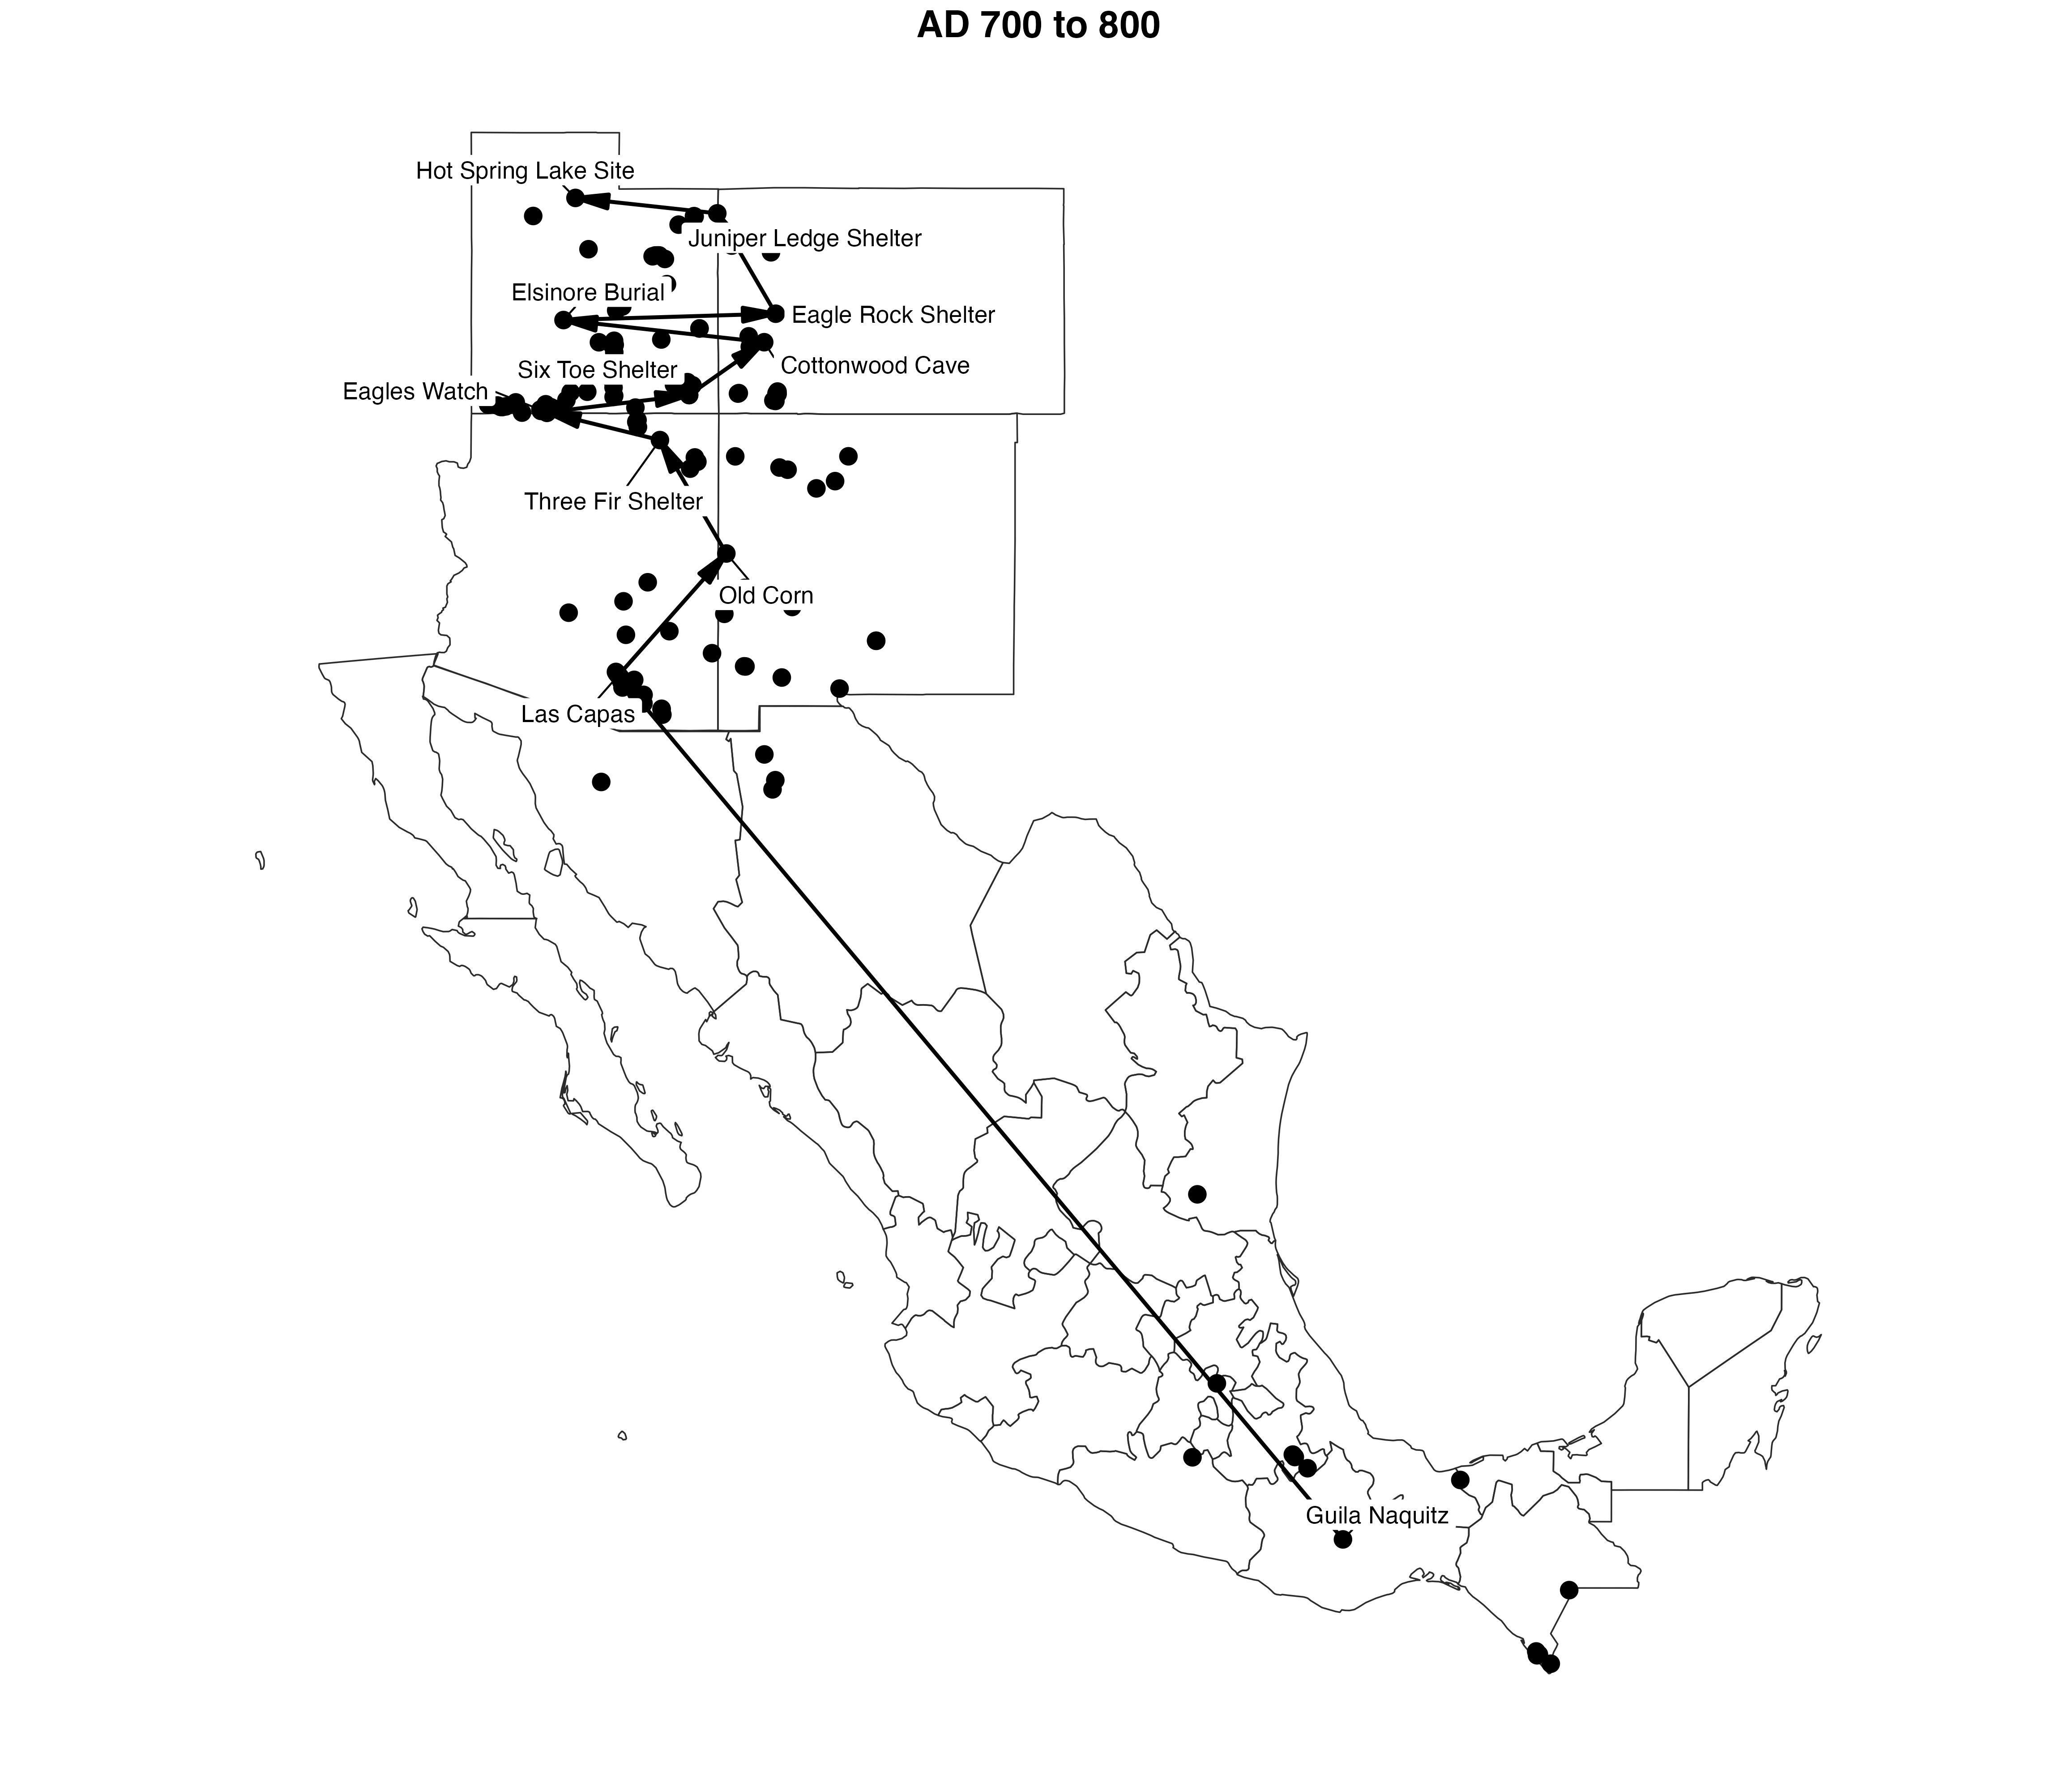 AD 700 to 800
Hot Spring Lake Site
Juniper Ledge Shelter
Elsinore Burial
Eagle Rock Shelter
Cottonwood Cave
Six Toe Shelter
Eagles Watch
Three Fir Shelter
Old Corn
Las Capas
Guila Naquitz